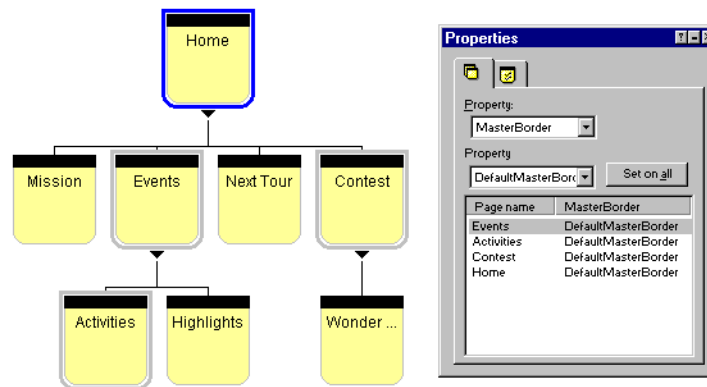 Home
Mission
Events
Next Tour
Contest
Activities
Highlights
Wonder ...
Properties
Property:
MasterBorder
Property
DefaultMasterBord
Set on all
Page name MasterBorder
Events DefaultMasterBorder
Activities DefaultMasterBorder
Contest DefaultMasterBorder
Home DefaultMasterBorder